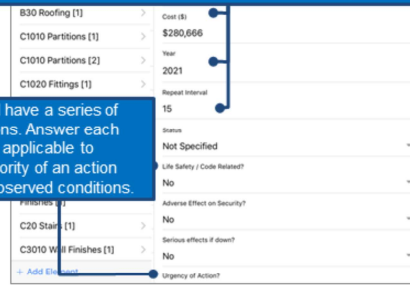 B30 Roofing [1]
C1010 Partitions [1]
C1010 Partitions [2]
C1020 Fittings [1]
have a series of
ns. Answer each
applicable to
ority of an action
bserved conditions.
Finishes [1]
C20 Stairs [1]
C3010 Wall Finishes [1]
+ Add Element
Cost ($)
$280,666
Year
2021
Repeat Interval
15
Status
Not Specified
Life Safety / Code Related?
No
Adverse Effect on Security?
No
Serious effects if down?
No
Urgency of Action?